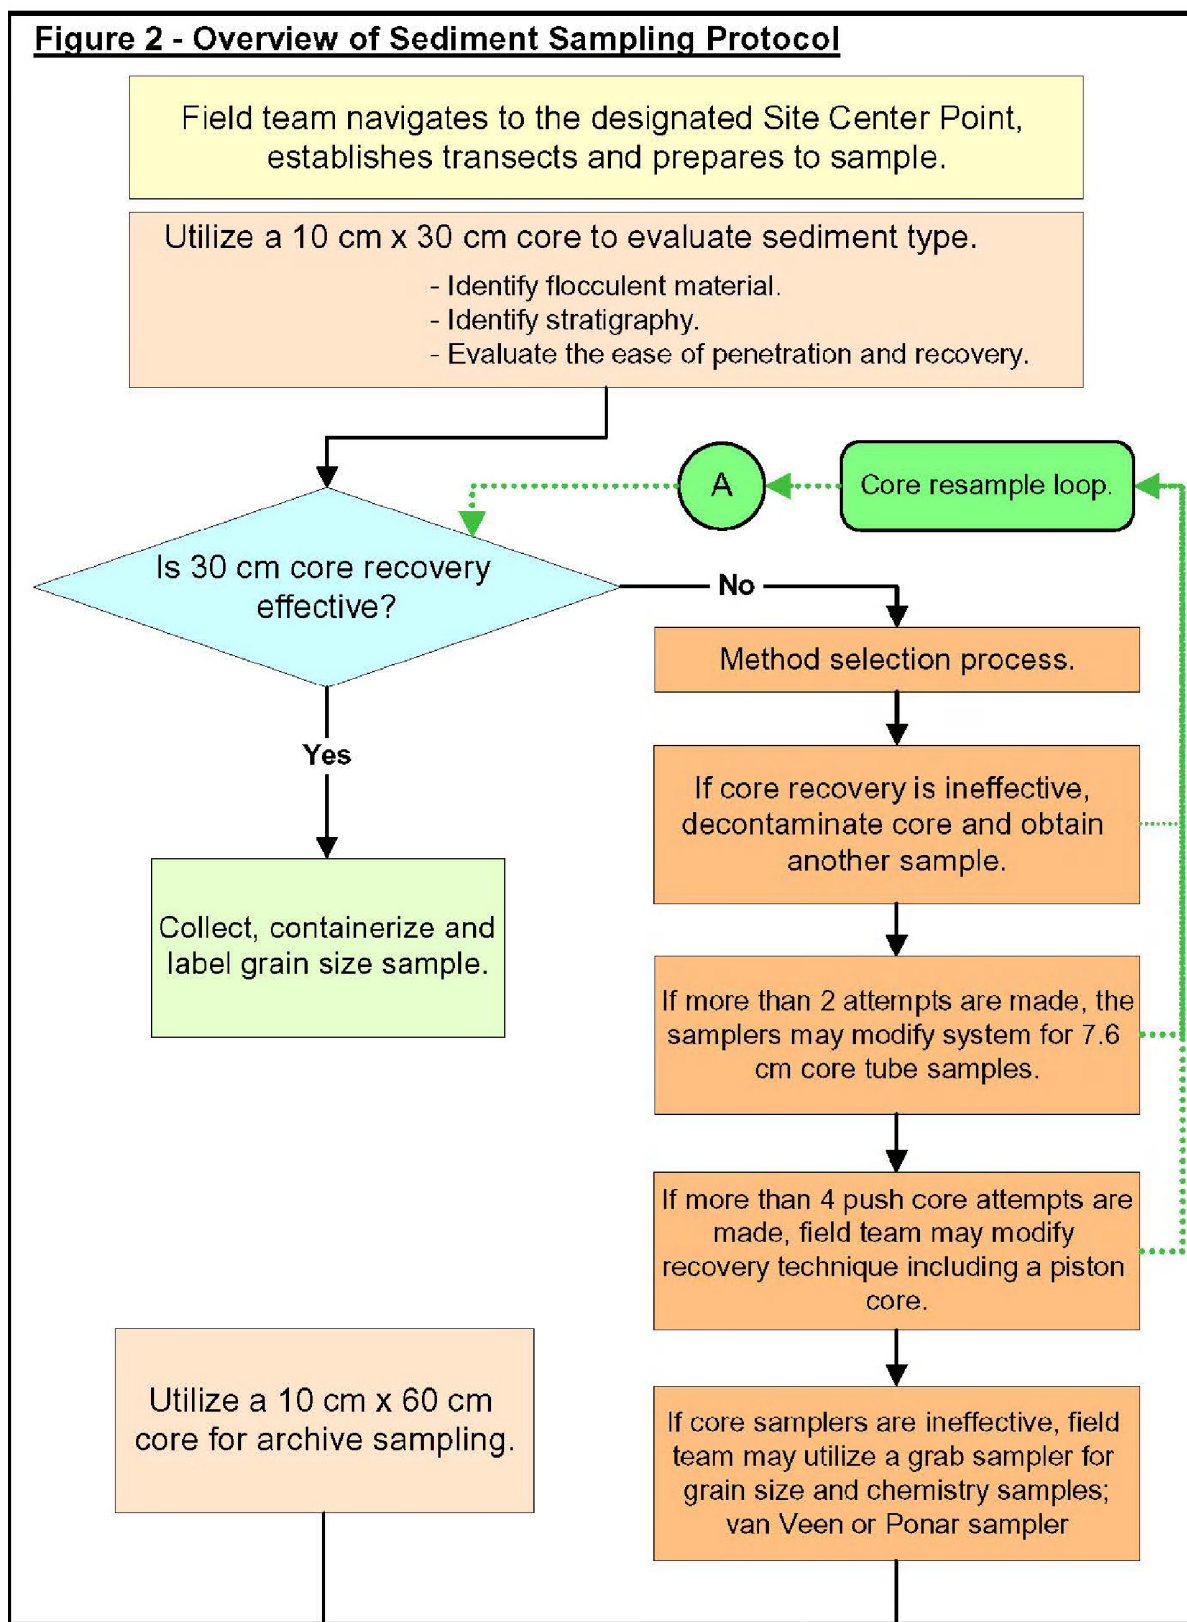 Figure 2 - Overview of Sediment Sampling Protocol
Field team navigates to the designated Site Center Point,
establishes transects and prepares to sample.
Utilize a 10 cm x 30 cm core to evaluate sediment type.
- Identify flocculent material.
- Identify stratigraphy.
- Evaluate the ease of penetration and recovery.
A
Core resample loop.
Is 30 cm core recovery
effective?
No
Method selection process.
Yes
If core recovery is ineffective,
decontaminate core and obtain
another sample.
Collect, containerize and
label grain size sample.
If more than 2 attempts are made, the
samplers may modify system for 7.6
cm core tube samples.
If more than 4 push core attempts are
made, field team may modify
recovery technique including a piston
core.
Utilize a 10 cm x 60 cm
core for archive sampling.
If core samplers are ineffective, field
team may utilize a grab sampler for
grain size and chemistry samples;
van Veen or Ponar sampler